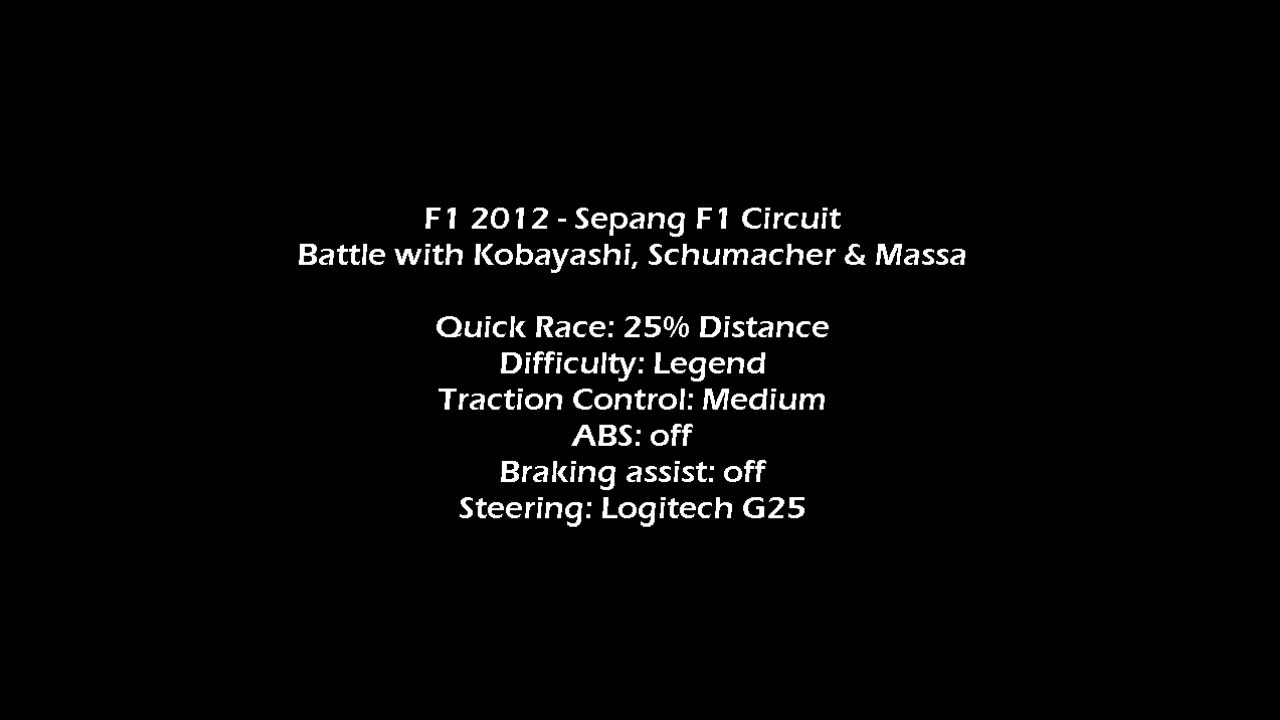 F1 2012 - Sepang F1 Circuit
Battle with Kobayashi, Schumacher & Massa
Quick Race: 25% Distance
Difficulty: Legend
Traction Control: Medium
ABS: off
Braking assist: off
Steering: Logitech G25